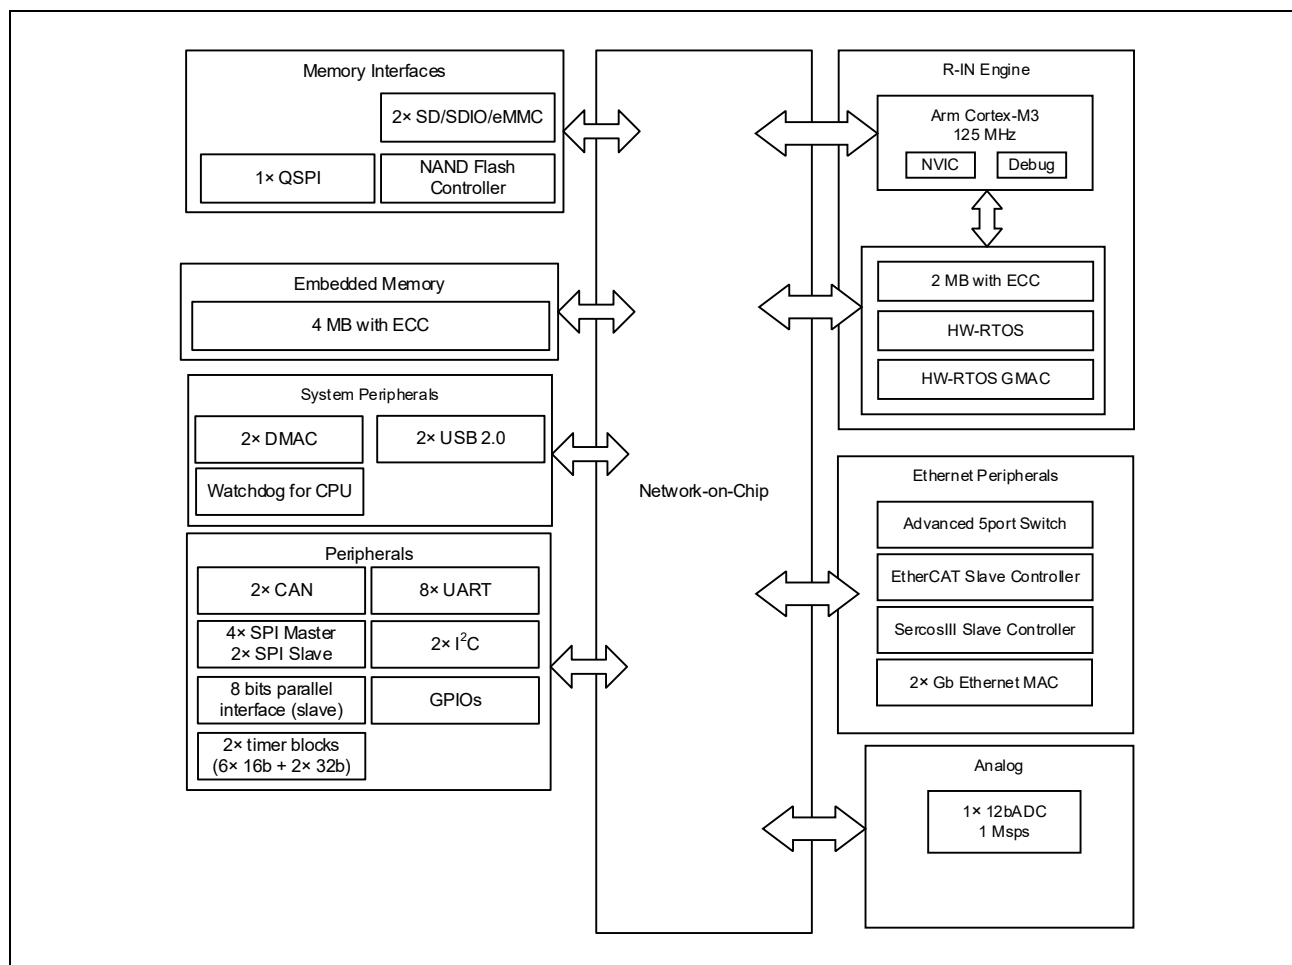 Memory Interfaces
2× SD/SDIO/eMMC
1× QSPI
NAND Flash
Controller
Embedded Memory
4 MB with ECC
System Peripherals
2× DMAC
2× USB 2.0
Watchdog for CPU
Peripherals
2× CAN
8× UART
4× SPI Master
2× SPI Slave
2× I²C
8 bits parallel
interface (slave)
GPIOs
2× timer blocks
(6× 16b + 2× 32b)
Network-on-Chip
R-IN Engine
Arm Cortex-M3
125 MHz
NVIC
Debug
2 MB with ECC
HW-RTOS
HW-RTOS GMAC
Ethernet Peripherals
Advanced 5port Switch
EtherCAT Slave Controller
SercosIII Slave Controller
2× Gb Ethernet MAC
Analog
1× 12bADC
1 Msps